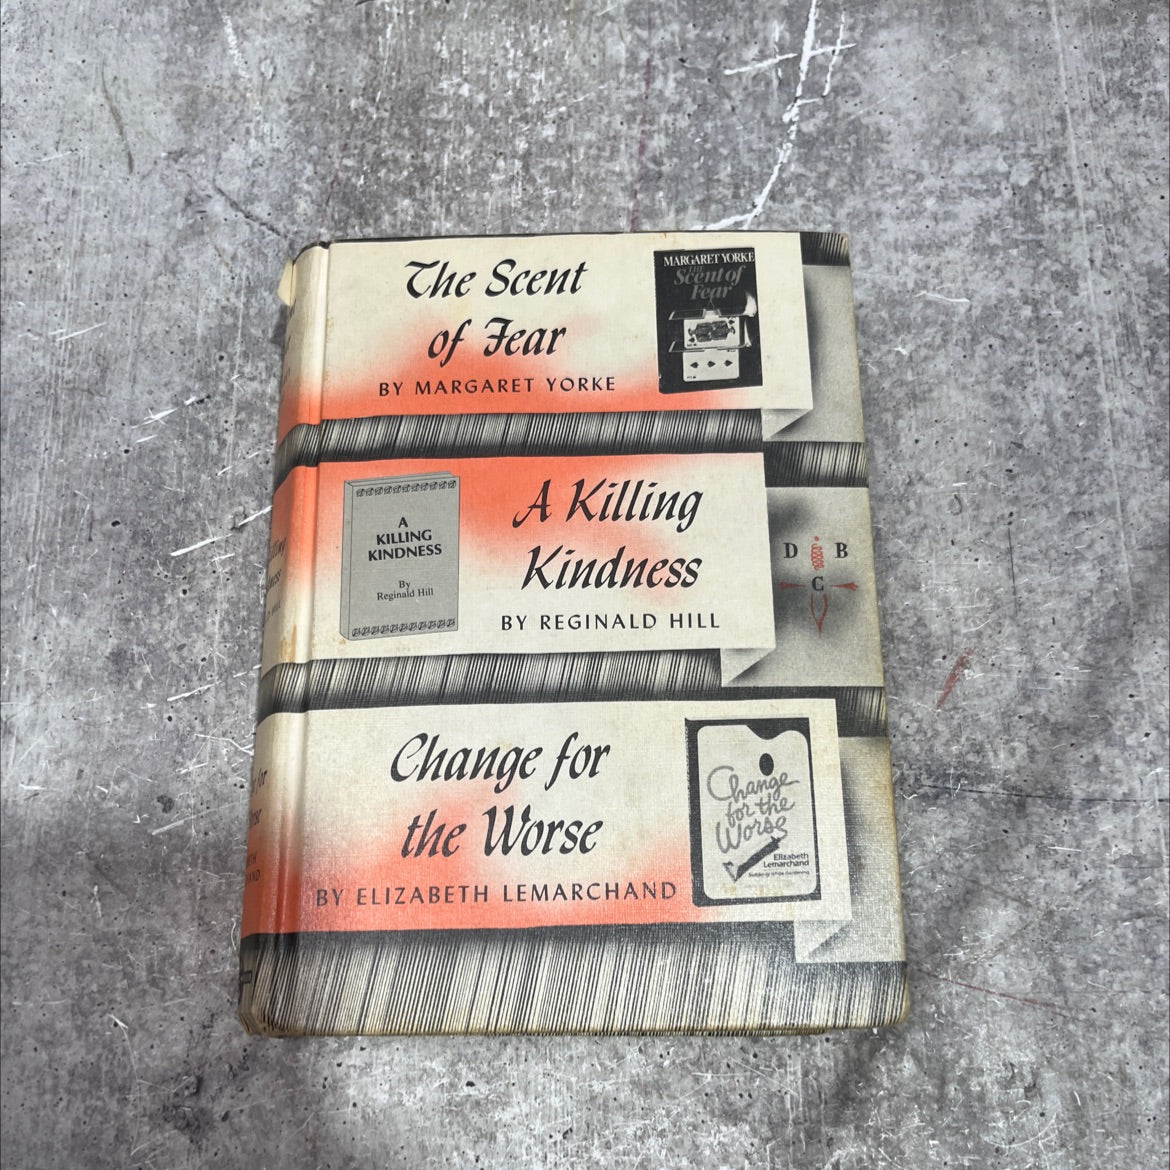 The Scent
of Fear
BY MARGARET YORKE
MARGARET YORKE
THE
Scent of
Fear
A
KILLING
KINDNESS
By
Reginald Hill
A Killing
Kindness
BY REGINALD HILL
D B
C
Change for
the Worse
BY ELIZABETH LEMARCHAND
Change
for the
Worse
Elizabeth
Lemarchand